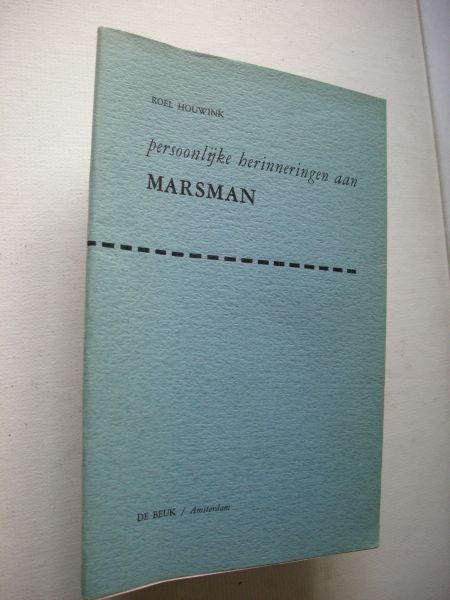 ROEL HOUWINK
persoonlijke herinneringen aan
MARSMAN
DE BEUK / Amsterdam